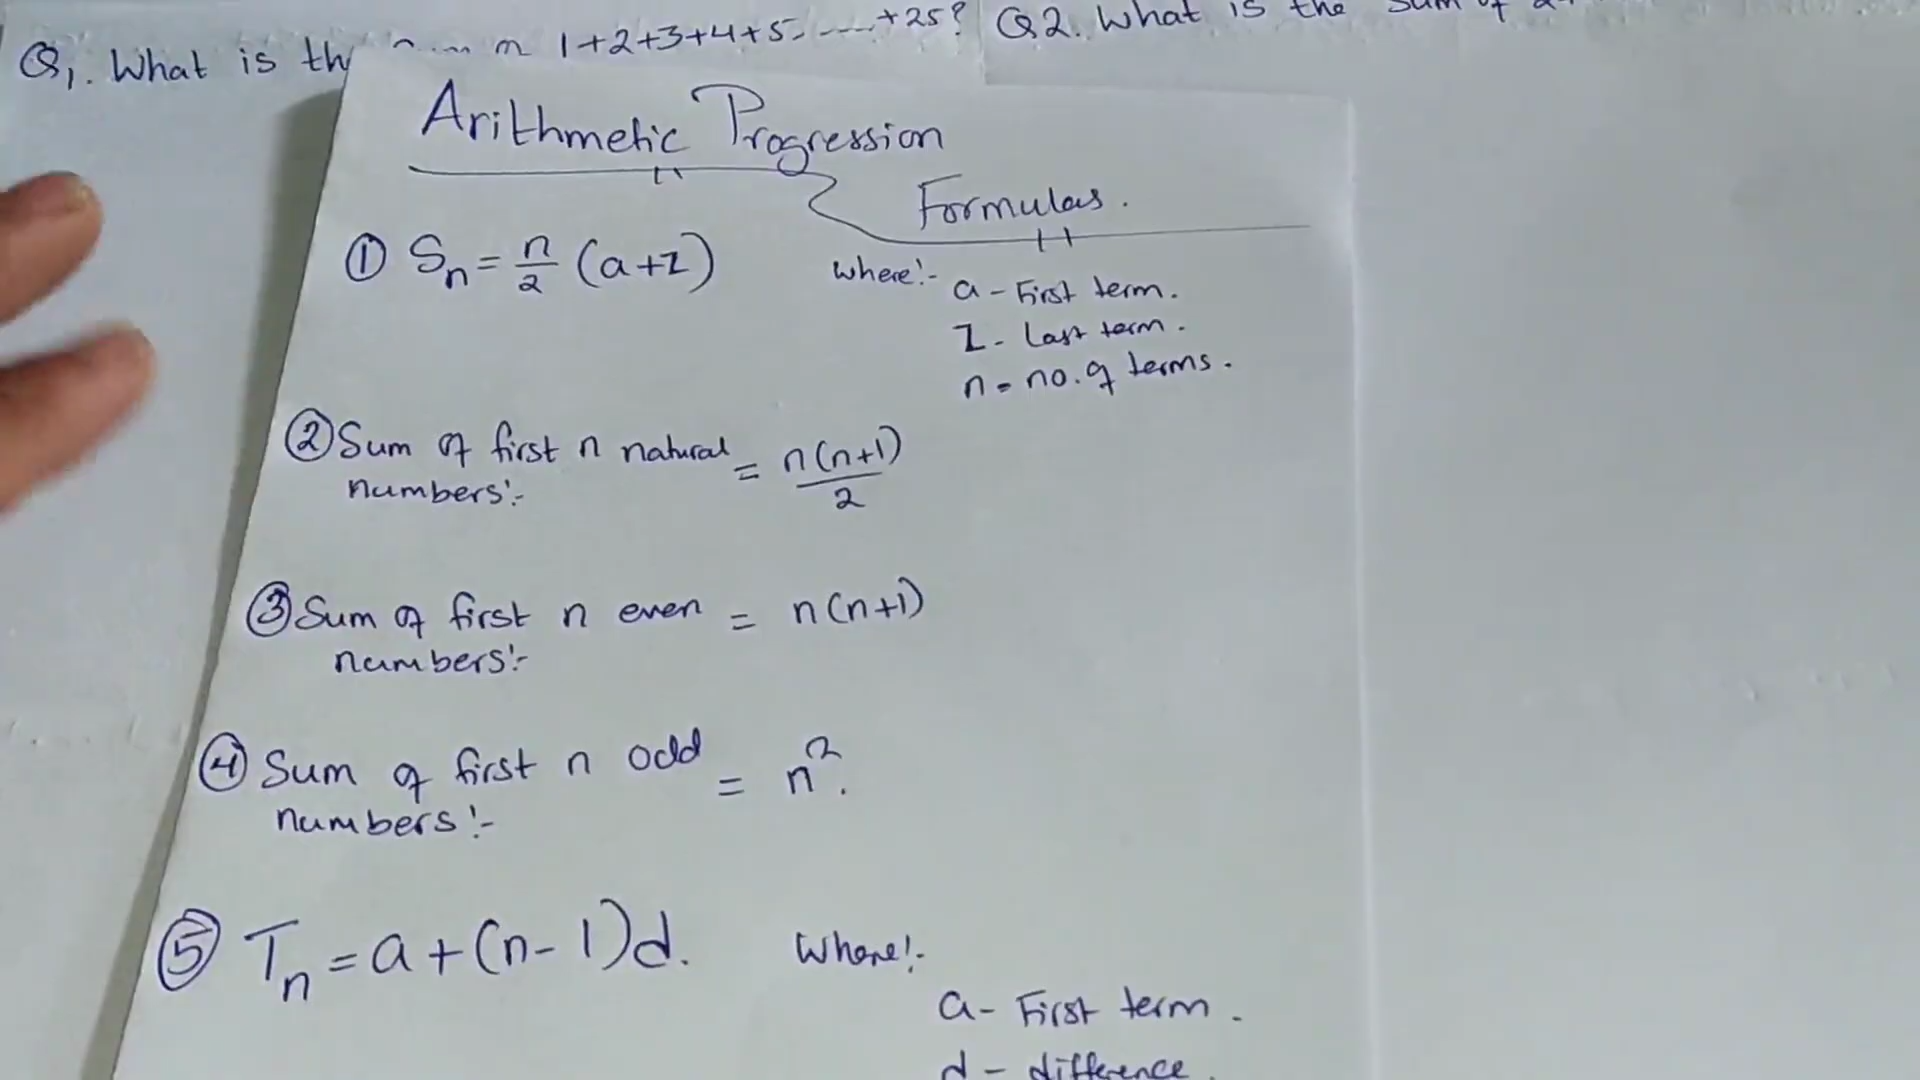 Q1. What is th 1+2+3+4+5-.....+25? Q2. What is the sum of
Arithmetic Progression
Formulas.
① Sn = n/2 (a+l)
where:- a - First term.
l - Last term.
n = no. of terms.
② Sum of first n natural numbers:- = n(n+1)/2
③ Sum of first n even numbers:- = n(n+1)
④ Sum of first n odd numbers:- = n².
⑤ Tn = a + (n-1)d.
Where:-
a - First term.
d - difference.